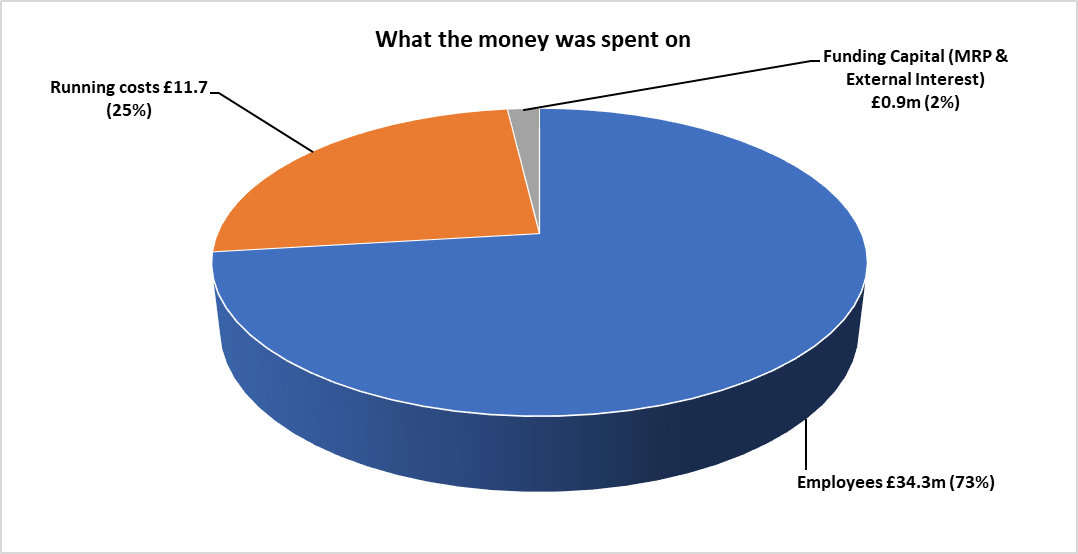 What the money was spent on
Funding Capital (MRP &
External Interest)
£0.9m (2%)
Running costs £11.7
(25%)
Employees £34.3m (73%)